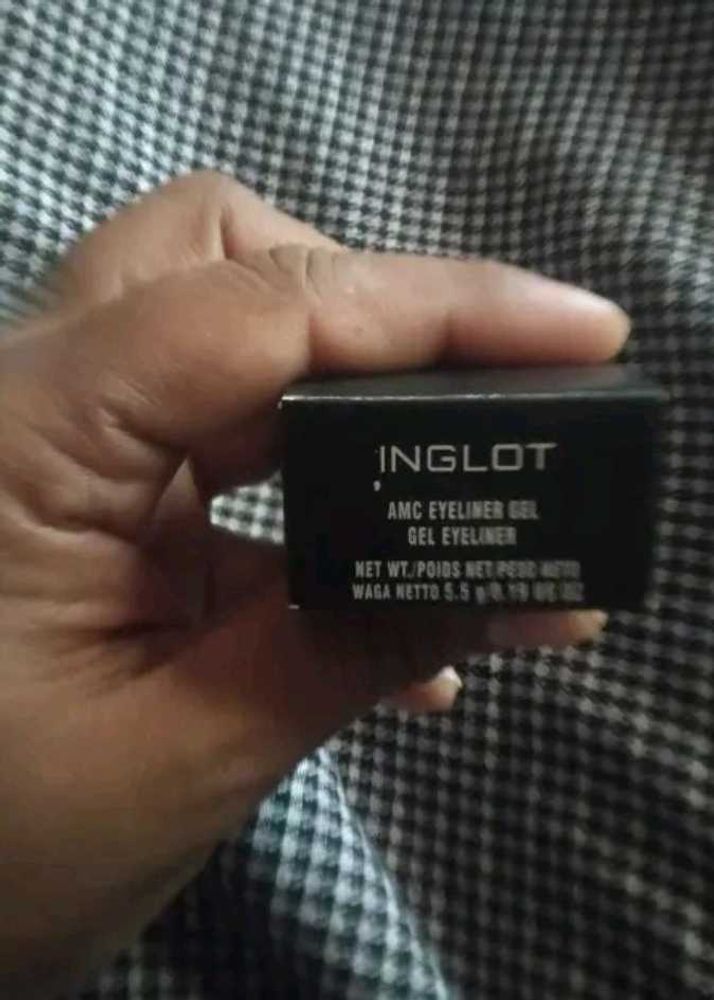 INGLOT
AMC EYELINER GEL
GEL EYELINER
NET WT./POIDS NET/PESO NETO
WAGA NETTO 5.5 g/0.19 US OZ